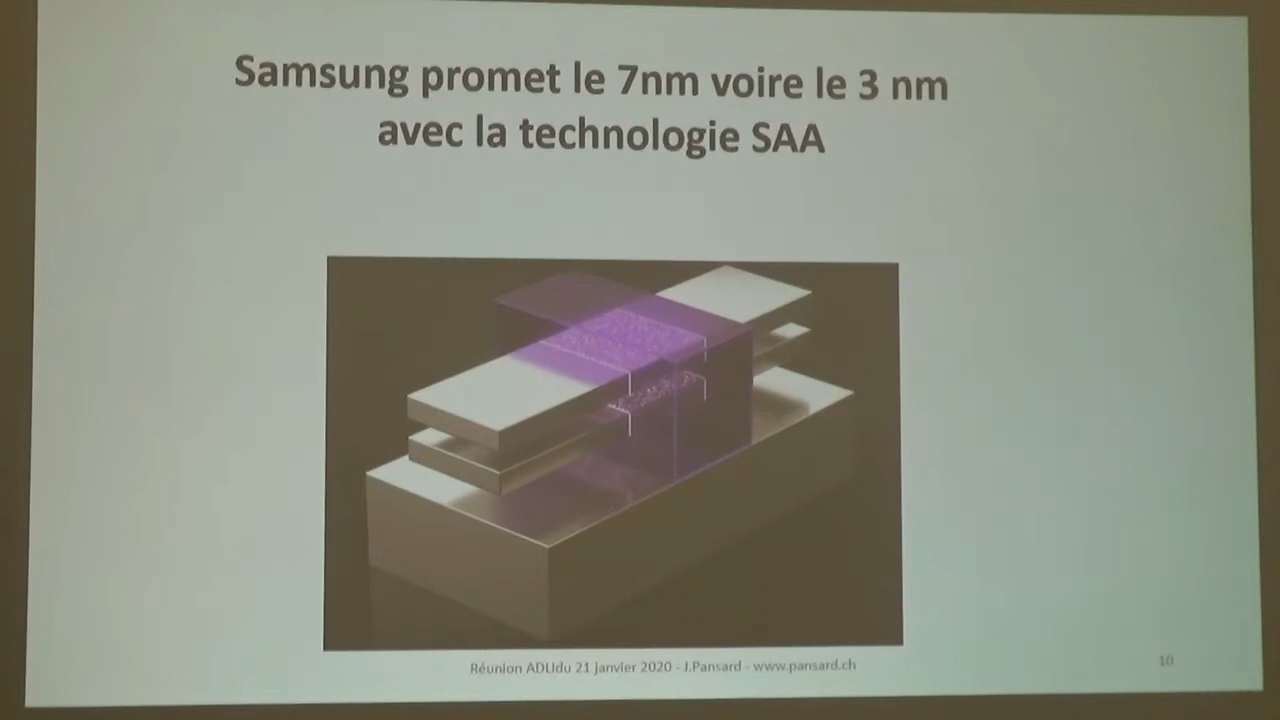 Samsung promet le 7nm voire le 3 nm
avec la technologie SAA
Réunion ADUdu 21 janvier 2020 - J.Pansard - www.pansard.ch
10